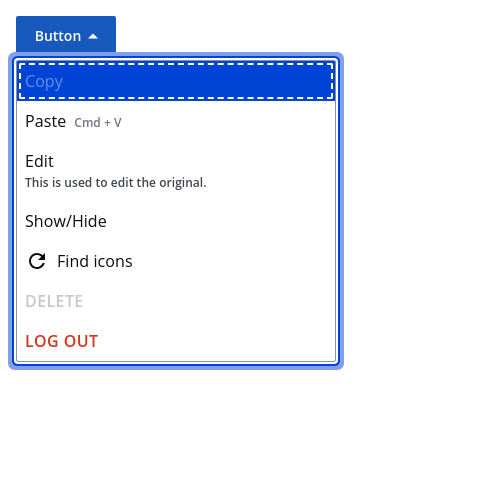 Button
Copy
Paste Cmd + V
Edit
This is used to edit the original.
Show/Hide
Find icons
DELETE
LOG OUT